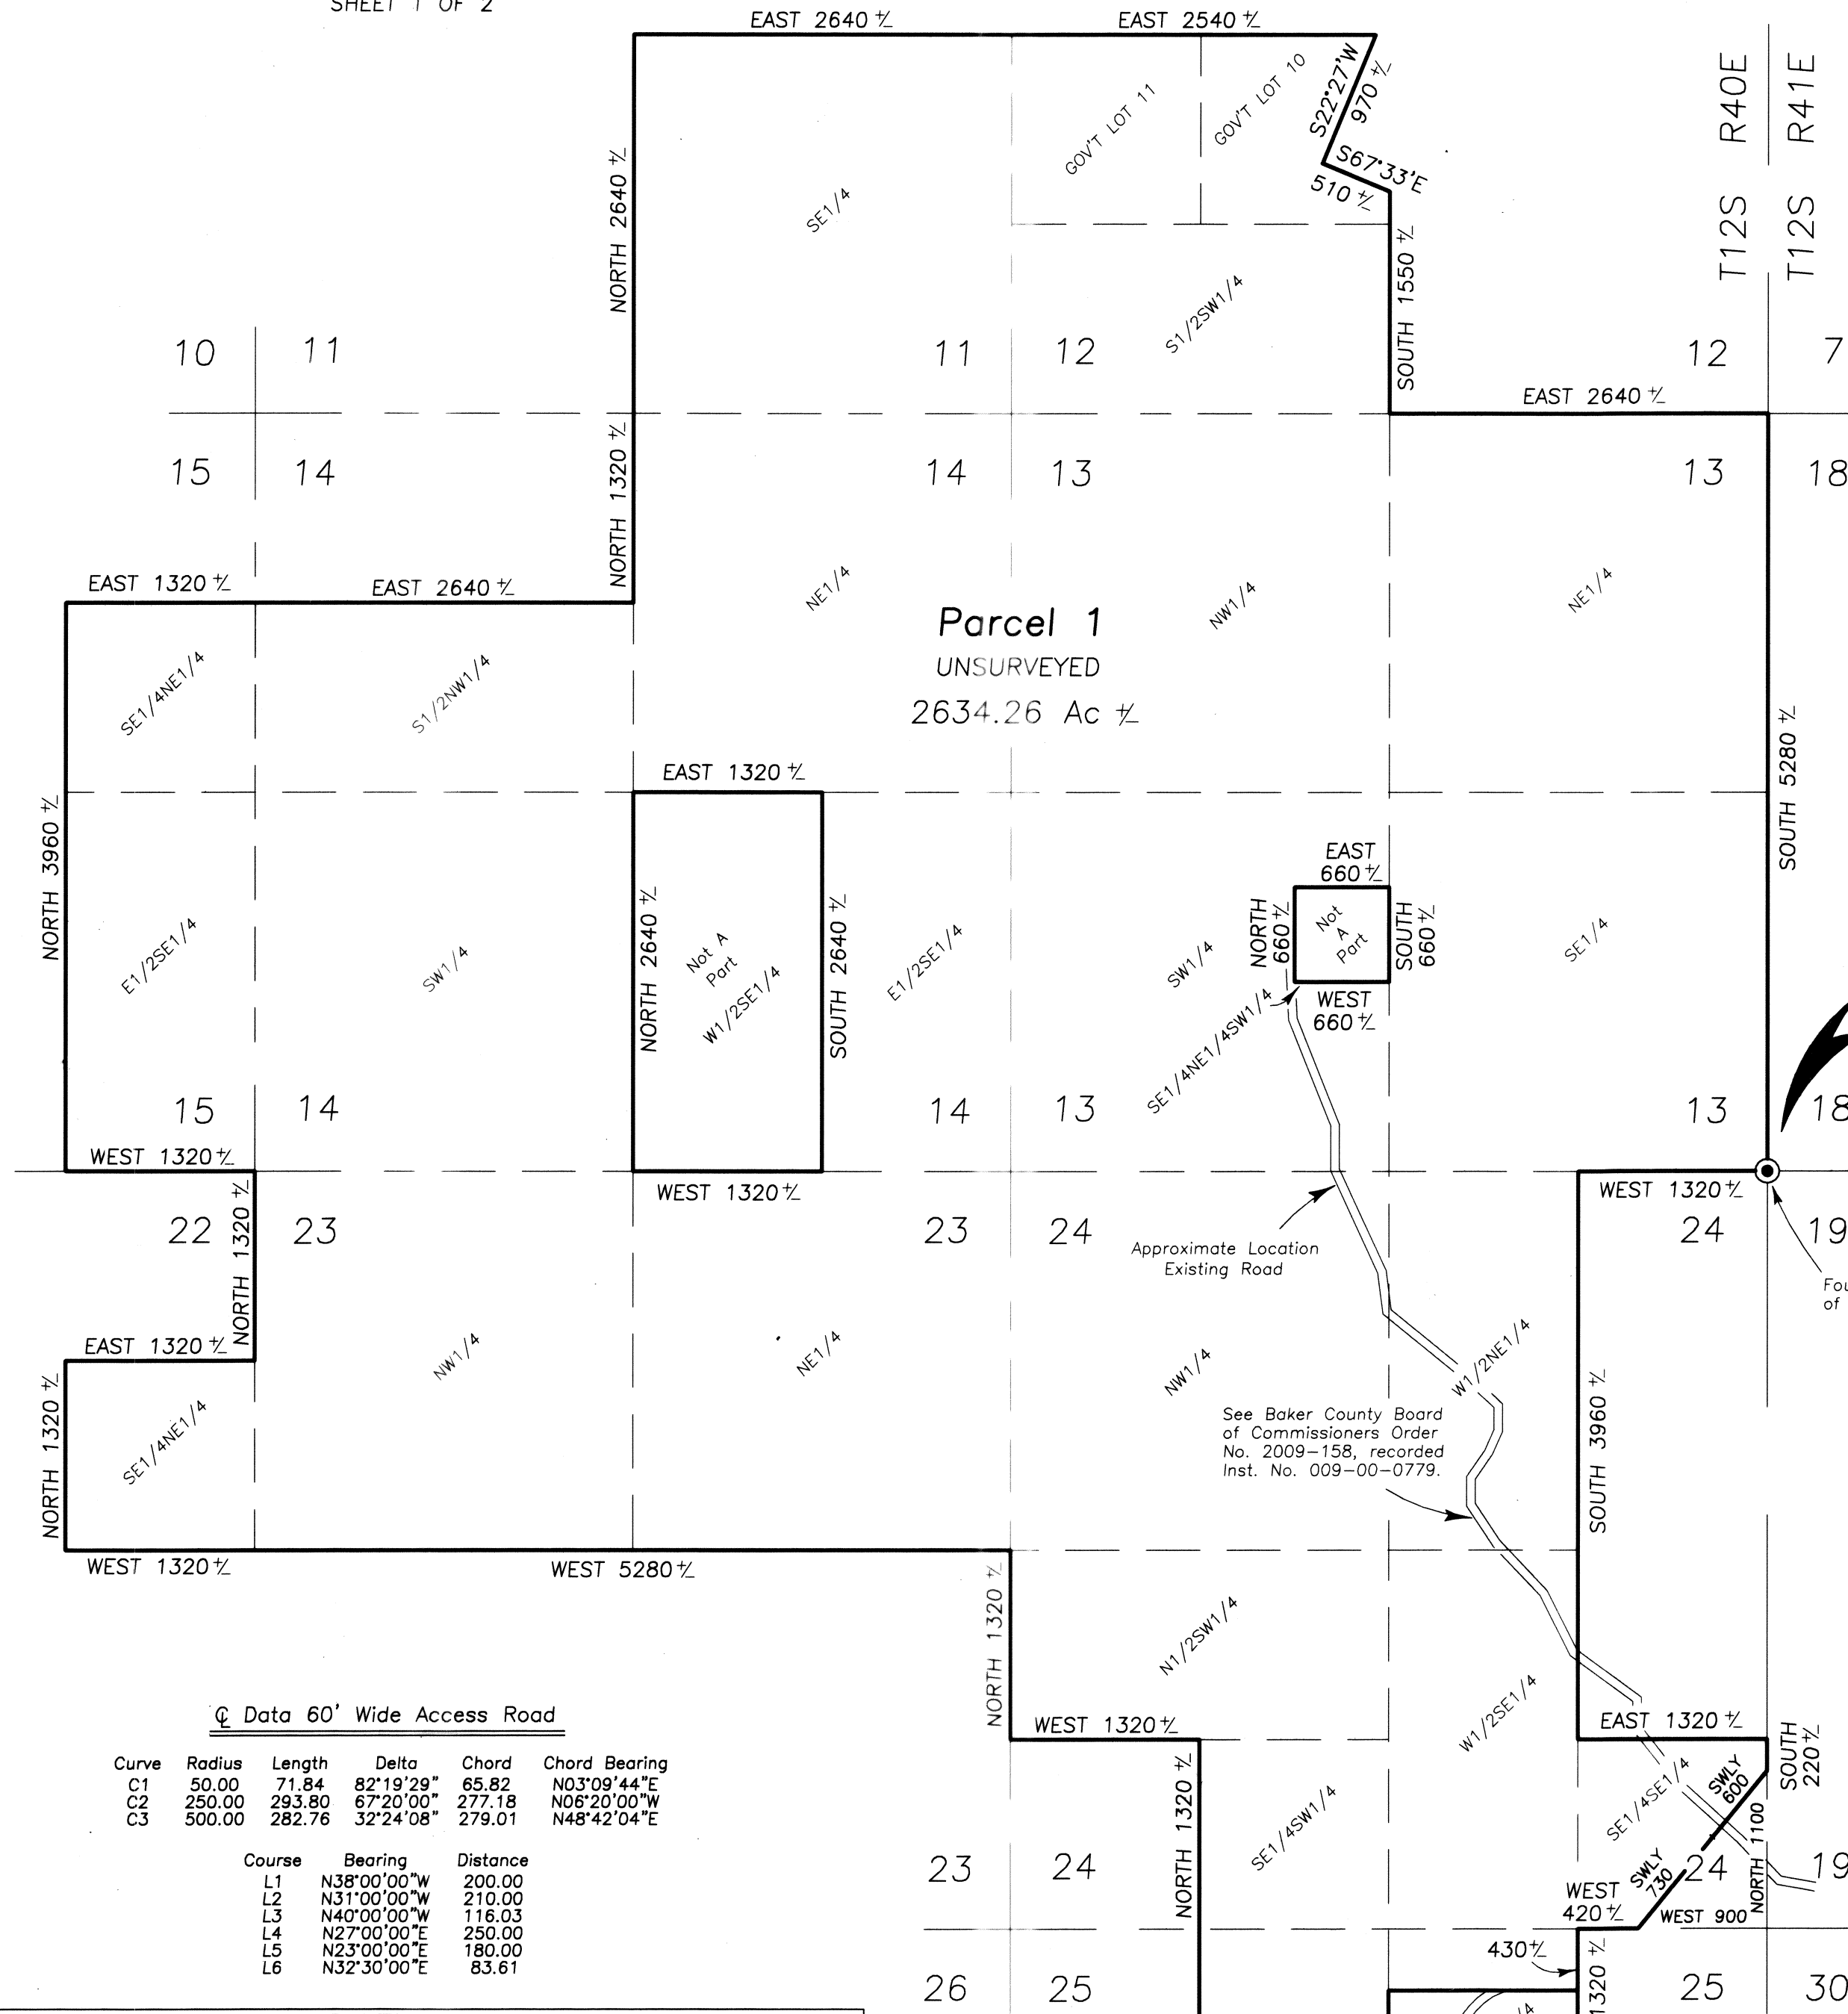 SHEET 1 OF 2
EAST 2640 +/-
EAST 2540 +/-
S22°27'W
970 +/-
S67°33'E
510 +/-
GOV'T LOT 11
GOV'T LOT 10
T12S R40E
T12S R41E
NORTH 2640 +/-
SE1/4
S1/2SW1/4
SOUTH 1550 +/-
10
11
11
12
12
7
EAST 2640 +/-
NORTH 1320 +/-
15
14
14
13
13
18
EAST 1320 +/-
EAST 2640 +/-
NE1/4
NW1/4
NE1/4
Parcel 1
UNSURVEYED
2634.26 Ac +/-
SE1/4NE1/4
S1/2NW1/4
SOUTH 5280 +/-
EAST 1320 +/-
NORTH 3960 +/-
E1/2SE1/4
SW1/4
NORTH 2640 +/-
Not A
Part
W1/2SE1/4
SOUTH 2640 +/-
E1/2SE1/4
SW1/4
EAST
660 +/-
NORTH
660 +/-
Not
A
Part
SOUTH
660 +/-
WEST
660 +/-
SE1/4
SE1/4NE1/4SW1/4
15
14
14
13
13
18
WEST 1320 +/-
WEST 1320 +/-
WEST 1320 +/-
22
23
23
24
24
19
NORTH 1320 +/-
Approximate Location
Existing Road
EAST 1320 +/-
NORTH 1320 +/-
SE1/4NE1/4
NW1/4
NE1/4
NW1/4
W1/2NE1/4
See Baker County Board
of Commissioners Order
No. 2009-158, recorded
Inst. No. 009-00-0779.
SOUTH 3960 +/-
of
WEST 1320 +/-
WEST 5280 +/-
NORTH 1320 +/-
N1/2SW1/4
W1/2SE1/4
WEST 1320 +/-
EAST 1320 +/-
SOUTH
220 +/-
NORTH 1320 +/-
SE1/4SW1/4
SE1/4SE1/4
SWLY
600
SWLY
730
NORTH 1100
23
24
24
19
WEST
420 +/-
WEST 900
430 +/-
1320 +/-
26
25
25
30
℄ Data 60' Wide Access Road
Curve Radius Length Delta Chord Chord Bearing
C1 50.00 71.84 82°19'29" 65.82 N03°09'44"E
C2 250.00 293.80 67°20'00" 277.18 N06°20'00"W
C3 500.00 282.76 32°24'08" 279.01 N48°42'04"E
Course Bearing Distance
L1 N38°00'00"W 200.00
L2 N31°00'00"W 210.00
L3 N40°00'00"W 116.03
L4 N27°00'00"E 250.00
L5 N23°00'00"E 180.00
L6 N32°30'00"E 83.61